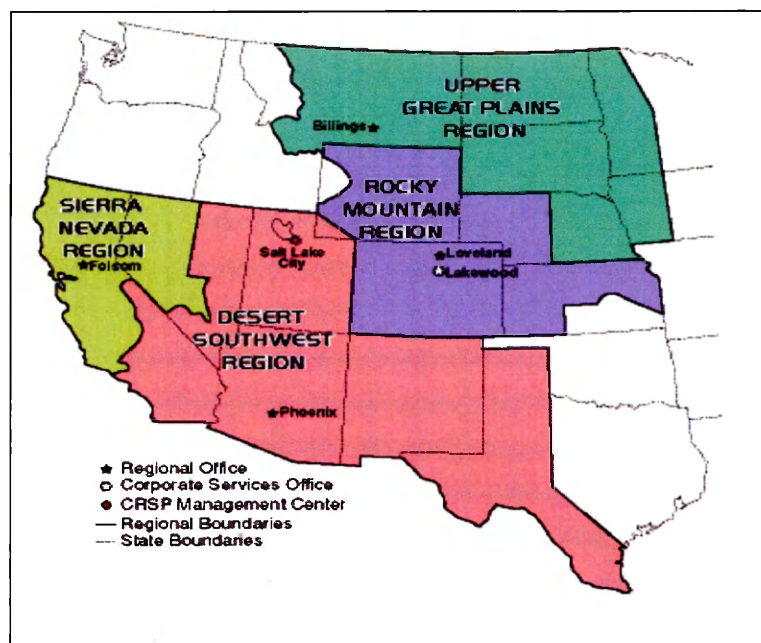 UPPER
GREAT PLAINS
REGION
Billings
ROCKY
MOUNTAIN
REGION
SIERRA
NEVADA
REGION
Folsom
Salt Lake
City
Loveland
Lakewood
DESERT
SOUTHWEST
REGION
Phoenix
Regional Office
Corporate Services Office
CRSP Management Center
Regional Boundaries
State Boundaries